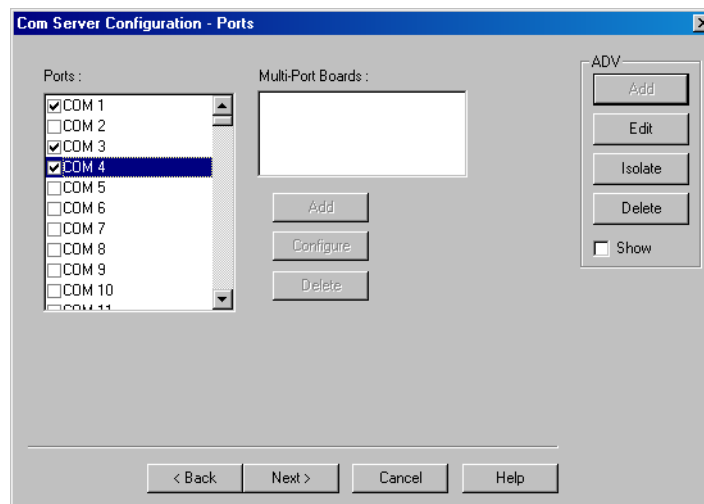 Com Server Configuration - Ports
Ports :
COM 1
COM 2
COM 3
COM 4
COM 5
COM 6
COM 7
COM 8
COM 9
COM 10
COM 11
Multi-Port Boards :
Add
Configure
Delete
ADV
Add
Edit
Isolate
Delete
Show
< Back
Next >
Cancel
Help